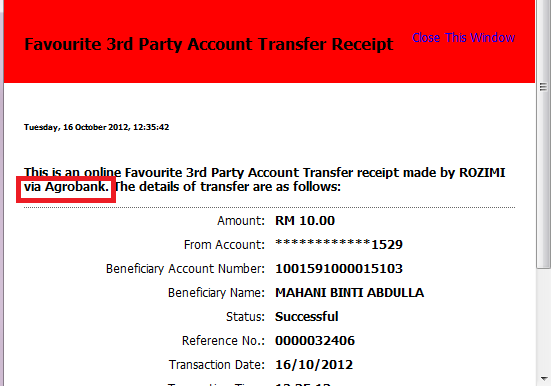 Favourite 3rd Party Account Transfer Receipt
Close This Window
Tuesday, 16 October 2012, 12:35:42
This is an online Favourite 3rd Party Account Transfer receipt made by ROZIMI
via Agrobank. The details of transfer are as follows:
Amount: RM 10.00
From Account: ************1529
Beneficiary Account Number: 1001591000015103
Beneficiary Name: MAHANI BINTI ABDULLA
Status: Successful
Reference No.: 0000032406
Transaction Date: 16/10/2012